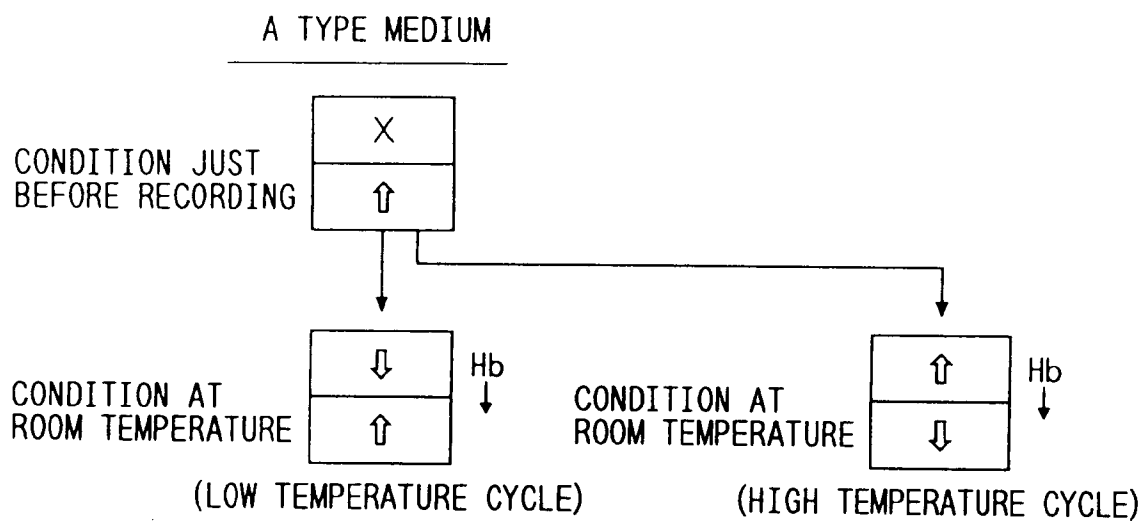 A TYPE MEDIUM
X
CONDITION JUST
BEFORE RECORDING
⇧
⇩
Hb
↓
CONDITION AT
ROOM TEMPERATURE
⇧
(LOW TEMPERATURE CYCLE)
⇧
Hb
↓
CONDITION AT
ROOM TEMPERATURE
⇩
(HIGH TEMPERATURE CYCLE)